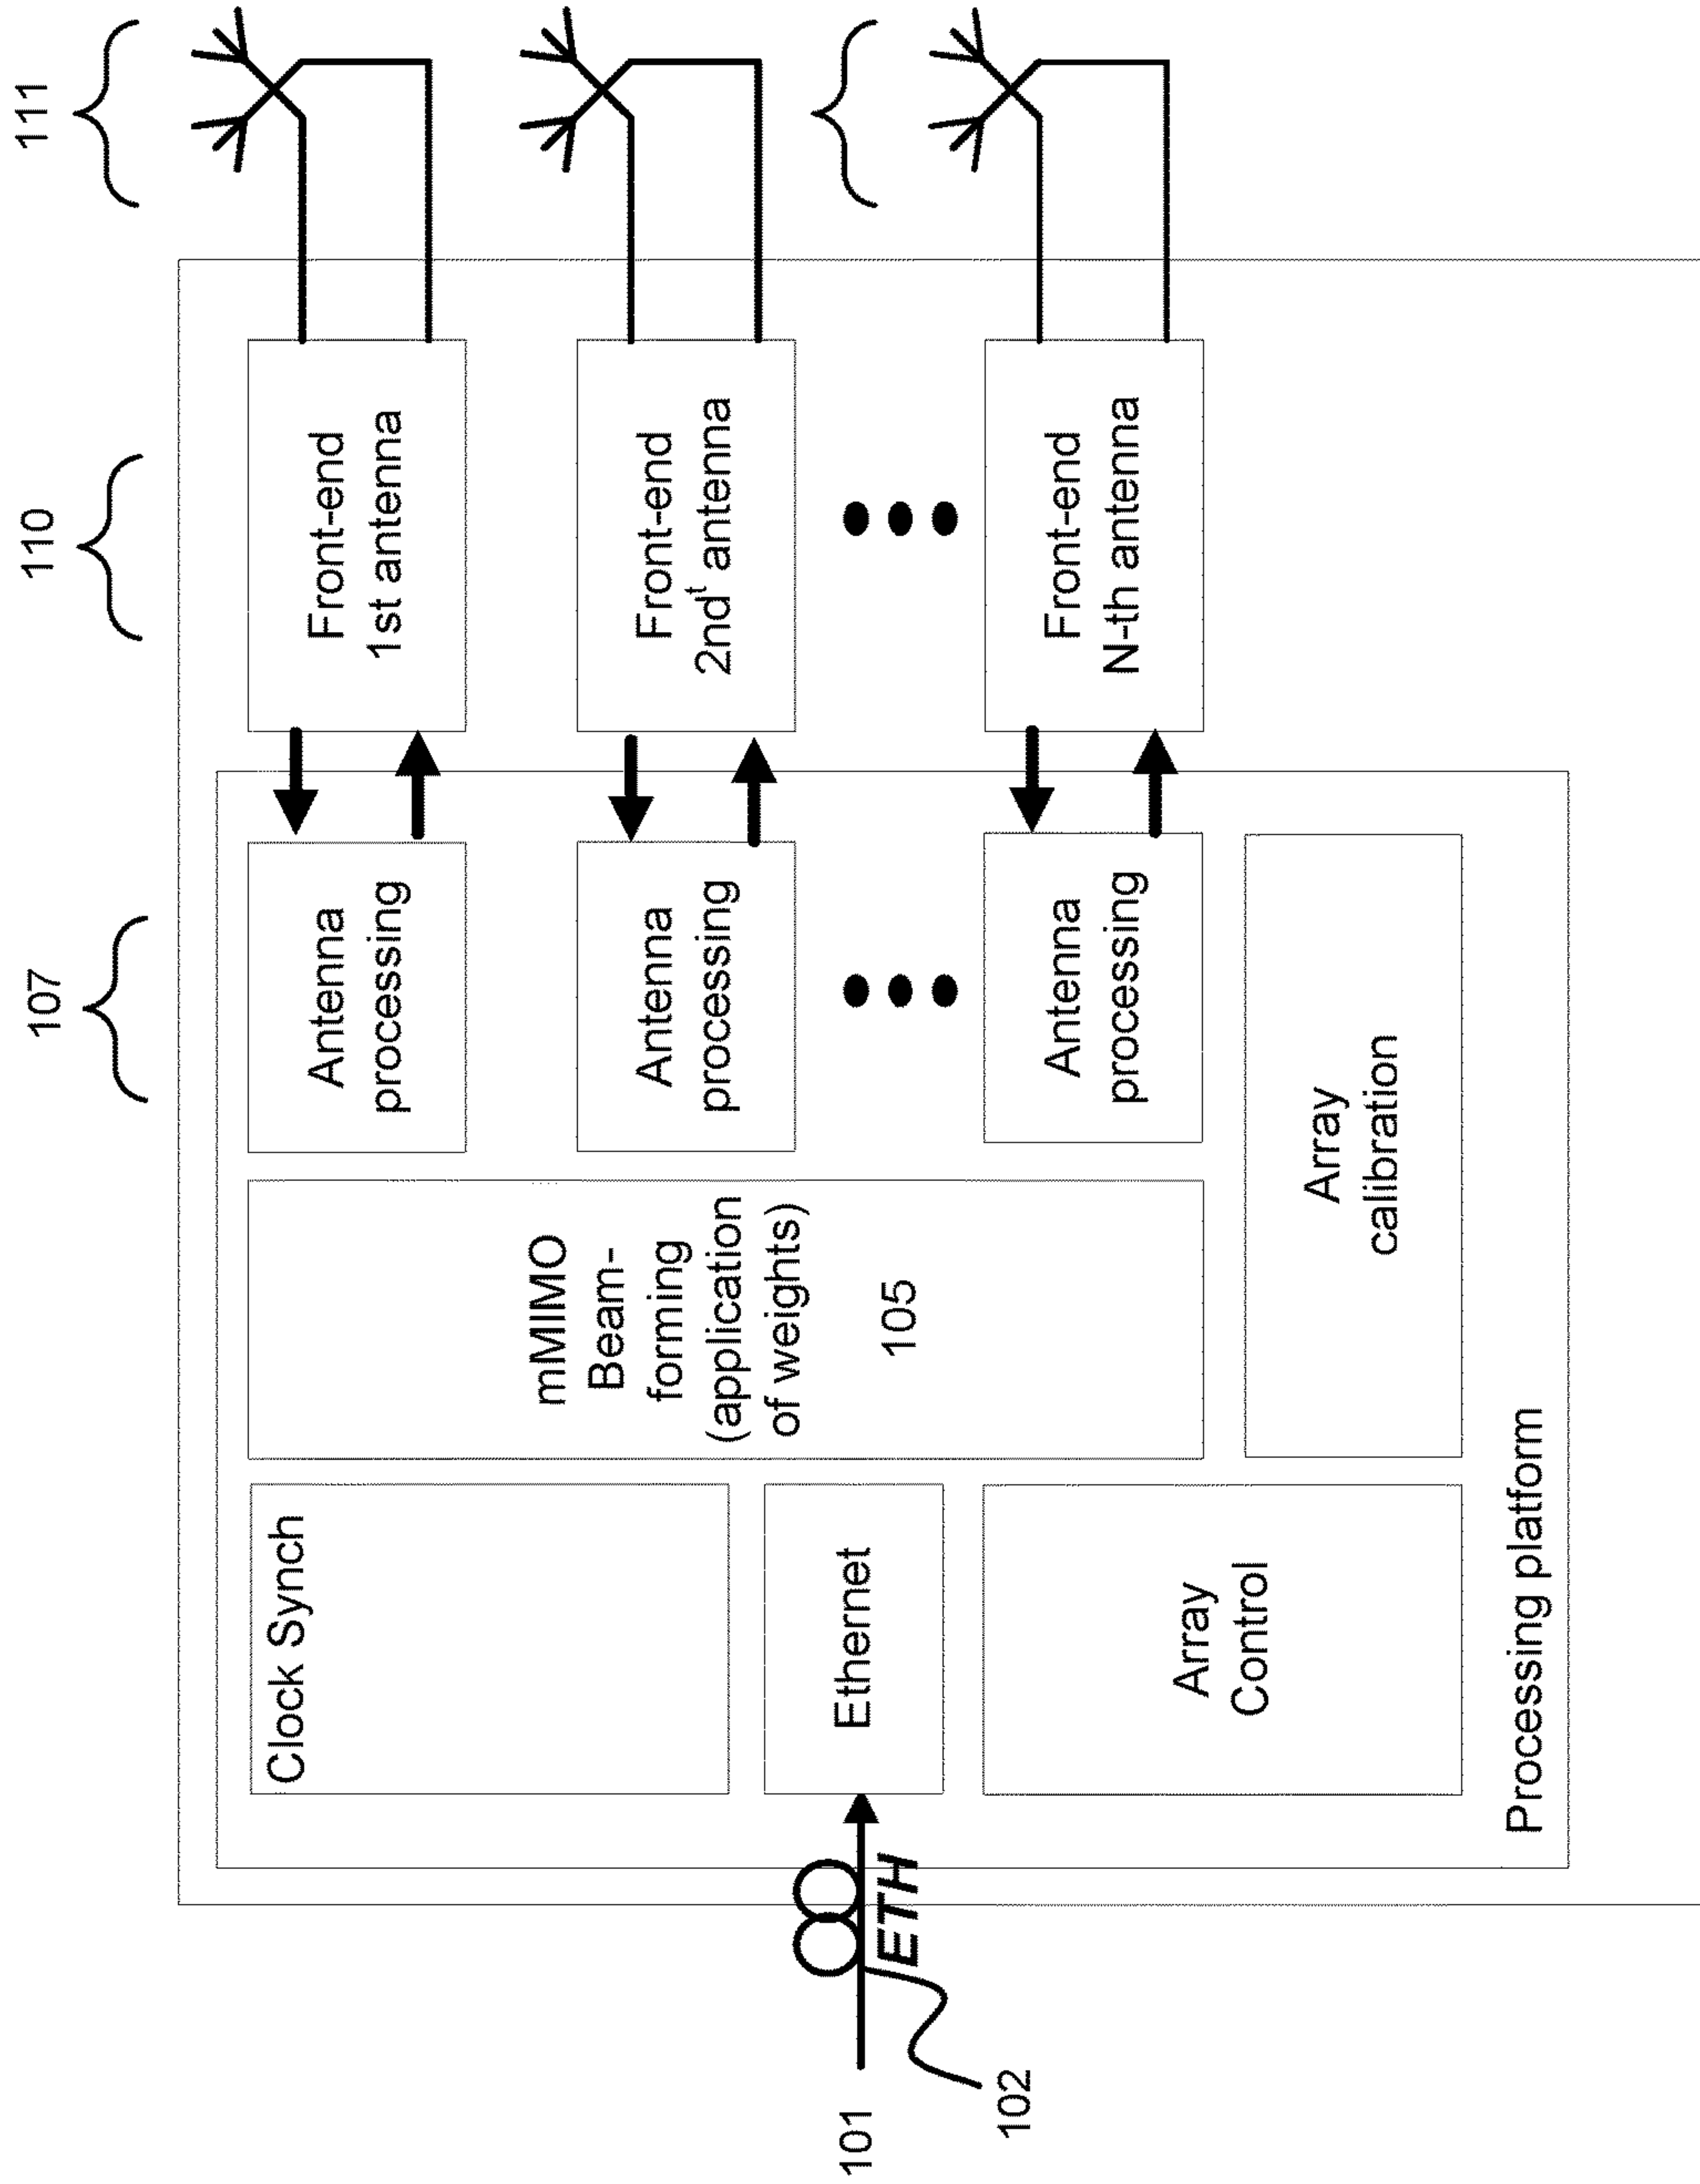 111
110
107
Front-end
1st antenna
Front-end
2ndt antenna
Front-end
N-th antenna
Antenna
processing
Antenna
processing
Antenna
processing
mMIMO
Beam-
forming
(application
of weights)
105
Array
calibration
Clock Synch
Ethernet
Array
Control
Processing platform
ETH
101
102